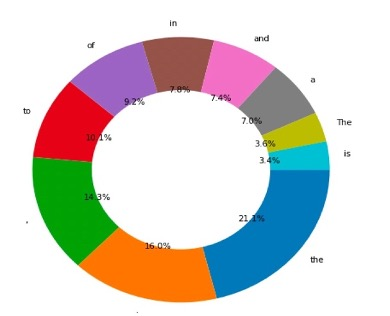 in
of
and
7.8%
a
9.2%
7.4%
to
7.0%
The
10.1%
3.6%
is
3.4%
14.3%
21.1%
,
16.0%
the
.